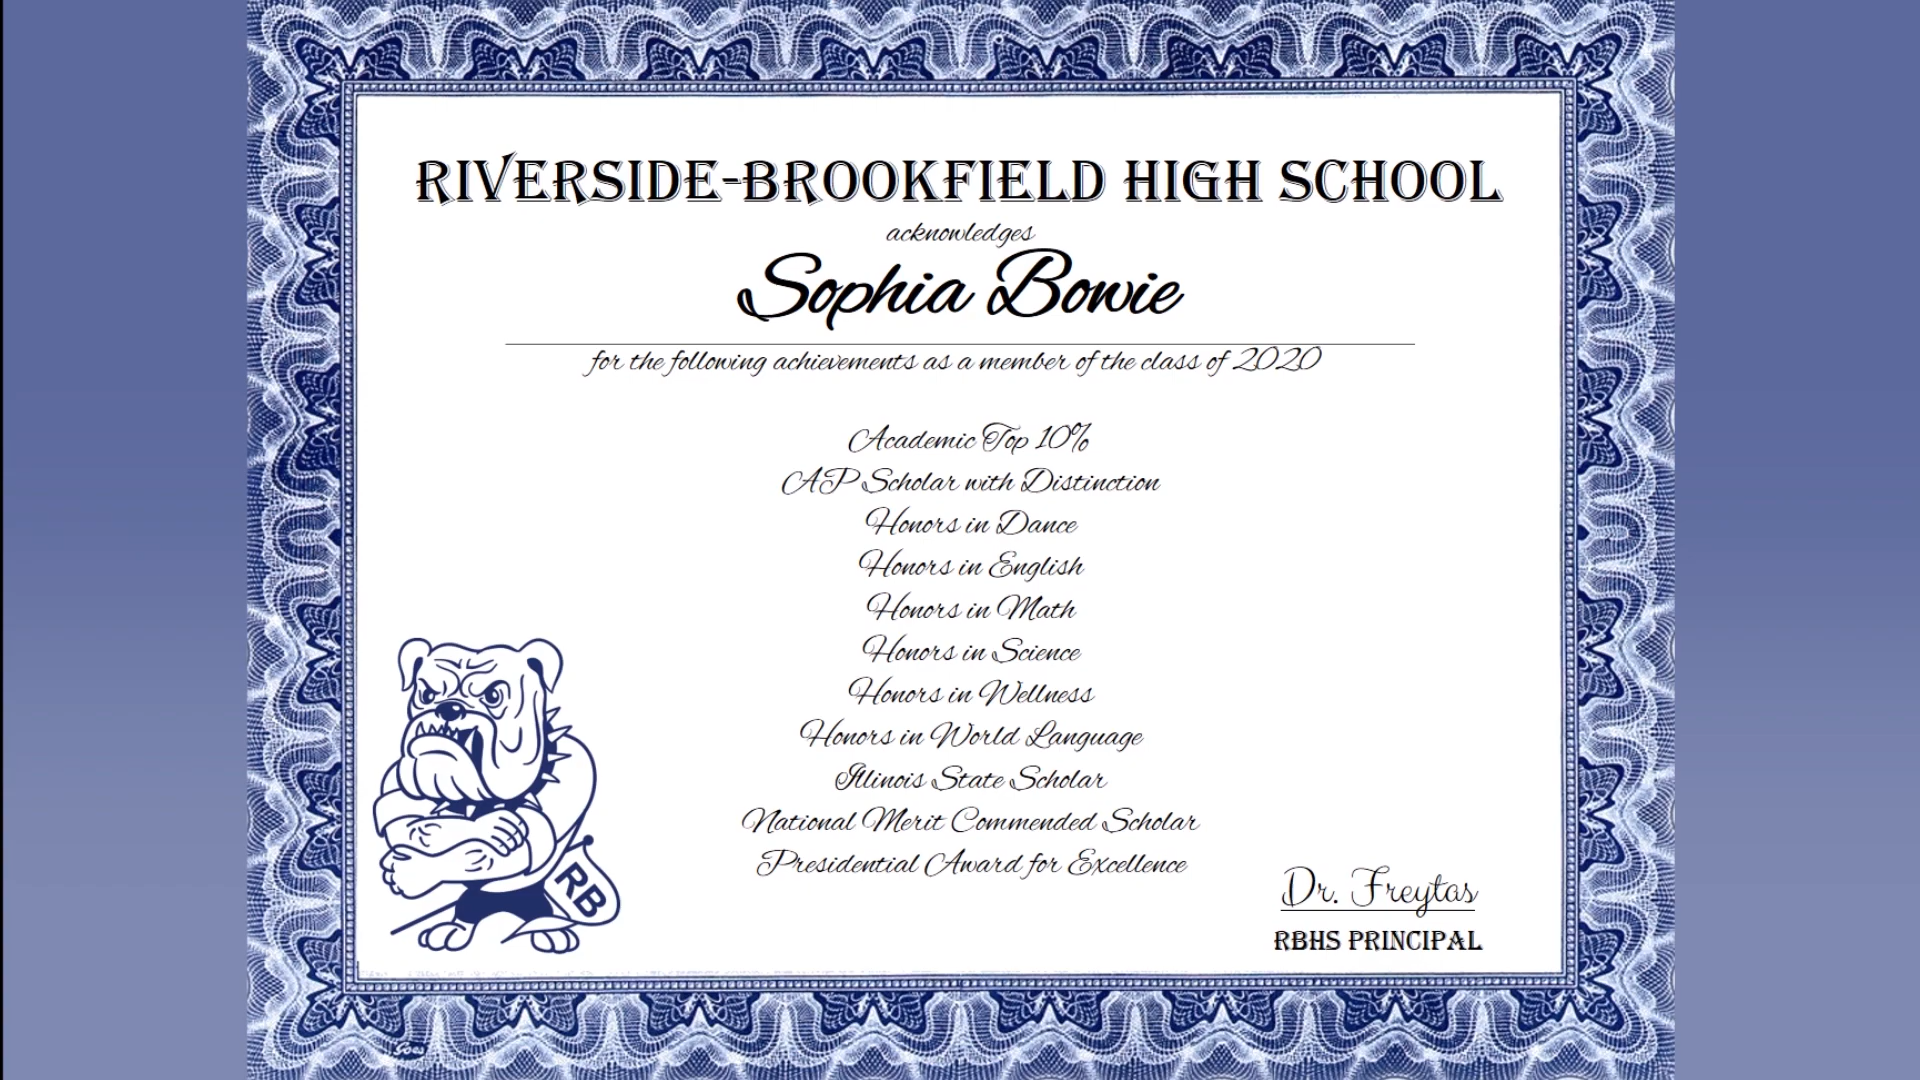 RIVERSIDE-BROOKFIELD HIGH SCHOOL
acknowledges
Sophia Bowie
for the following achievements as a member of the class of 2020
Academic Top 10%
AP Scholar with Distinction
Honors in Dance
Honors in English
Honors in Math
Honors in Science
Honors in Wellness
Honors in World Language
Illinois State Scholar
National Merit Commended Scholar
Presidential Award for Excellence
RB
Dr. Freytas
RBHS PRINCIPAL
Goes